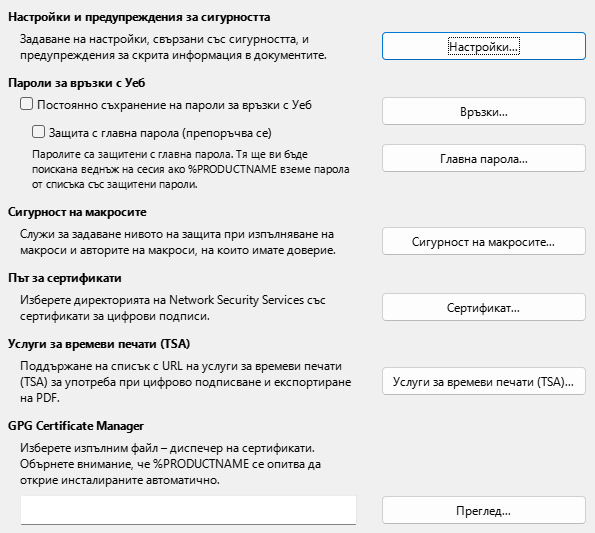 Настройки и предупреждения за сигурността
Задаване на настройки, свързани със сигурността, и
предупреждения за скрита информация в документите.
Настройки...
Пароли за връзки с Уеб
Постоянно съхранение на пароли за връзки с Уеб
Връзки...
Защита с главна парола (препоръчва се)
Паролите са защитени с главна парола. Тя ще ви бъде
поискана веднъж на сесия ако %PRODUCTNAME вземе парола
от списъка със защитени пароли.
Главна парола...
Сигурност на макросите
Служи за задаване нивото на защита при изпълняване на
макроси и авторите на макроси, на които имате доверие.
Сигурност на макросите...
Път за сертификати
Изберете директорията на Network Security Services със
сертификати за цифрови подписи.
Сертификат...
Услуги за времеви печати (TSA)
Поддържане на списък с URL на услуги за времеви печати
(TSA) за употреба при цифрово подписване и експортиране
на PDF.
Услуги за времеви печати (TSA)...
GPG Certificate Manager
Изберете изпълним файл – диспечер на сертификати.
Обърнете внимание, че %PRODUCTNAME се опитва да
открие инсталираните автоматично.
Преглед...